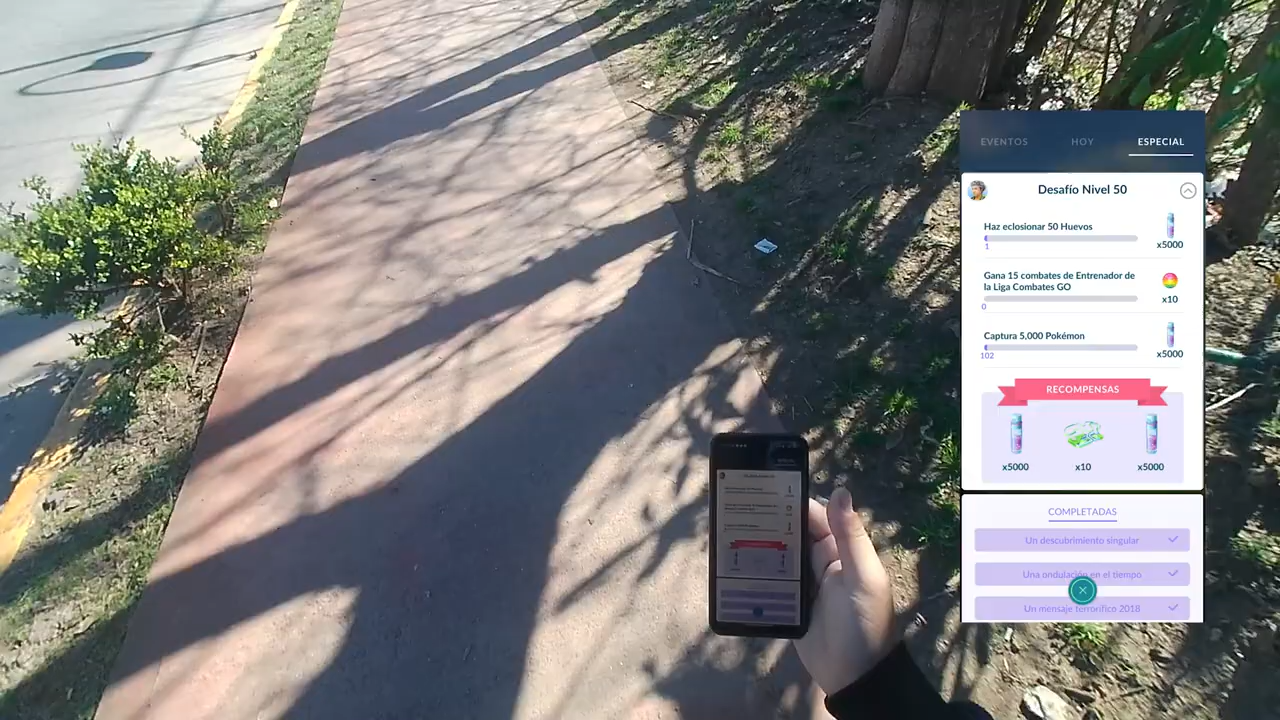 EVENTOS HOY ESPECIAL
Desafío Nivel 50
Haz eclosionar 50 Huevos
1
x5000
Gana 15 combates de Entrenador de
la Liga Combates GO
0
x10
Captura 5,000 Pokémon
102
x5000
RECOMPENSAS
x5000 x10 x5000
COMPLETADAS
Un descubrimiento singular
Una ondulación en el tiempo
Un mensaje terrorífico 2018